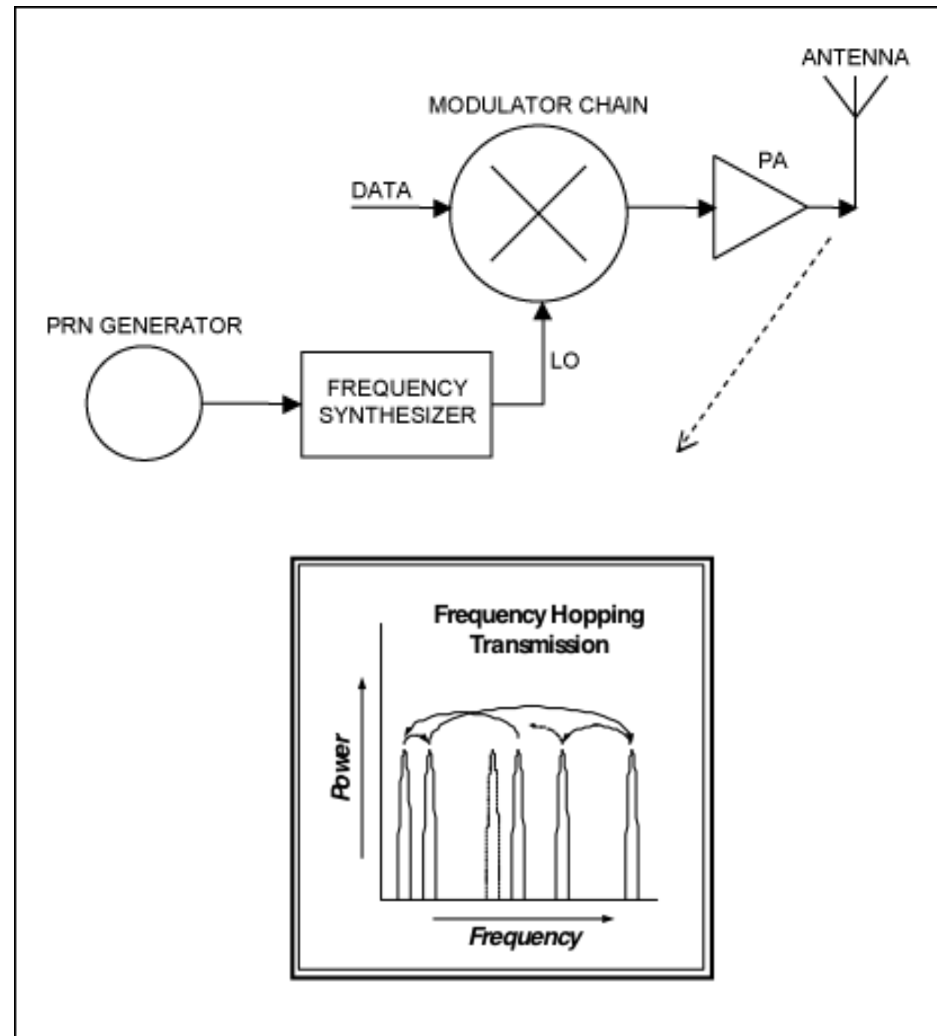 ANTENNA
MODULATOR CHAIN
PA
DATA
PRN GENERATOR
LO
FREQUENCY
SYNTHESIZER
Frequency Hopping
Transmission
Power
Frequency